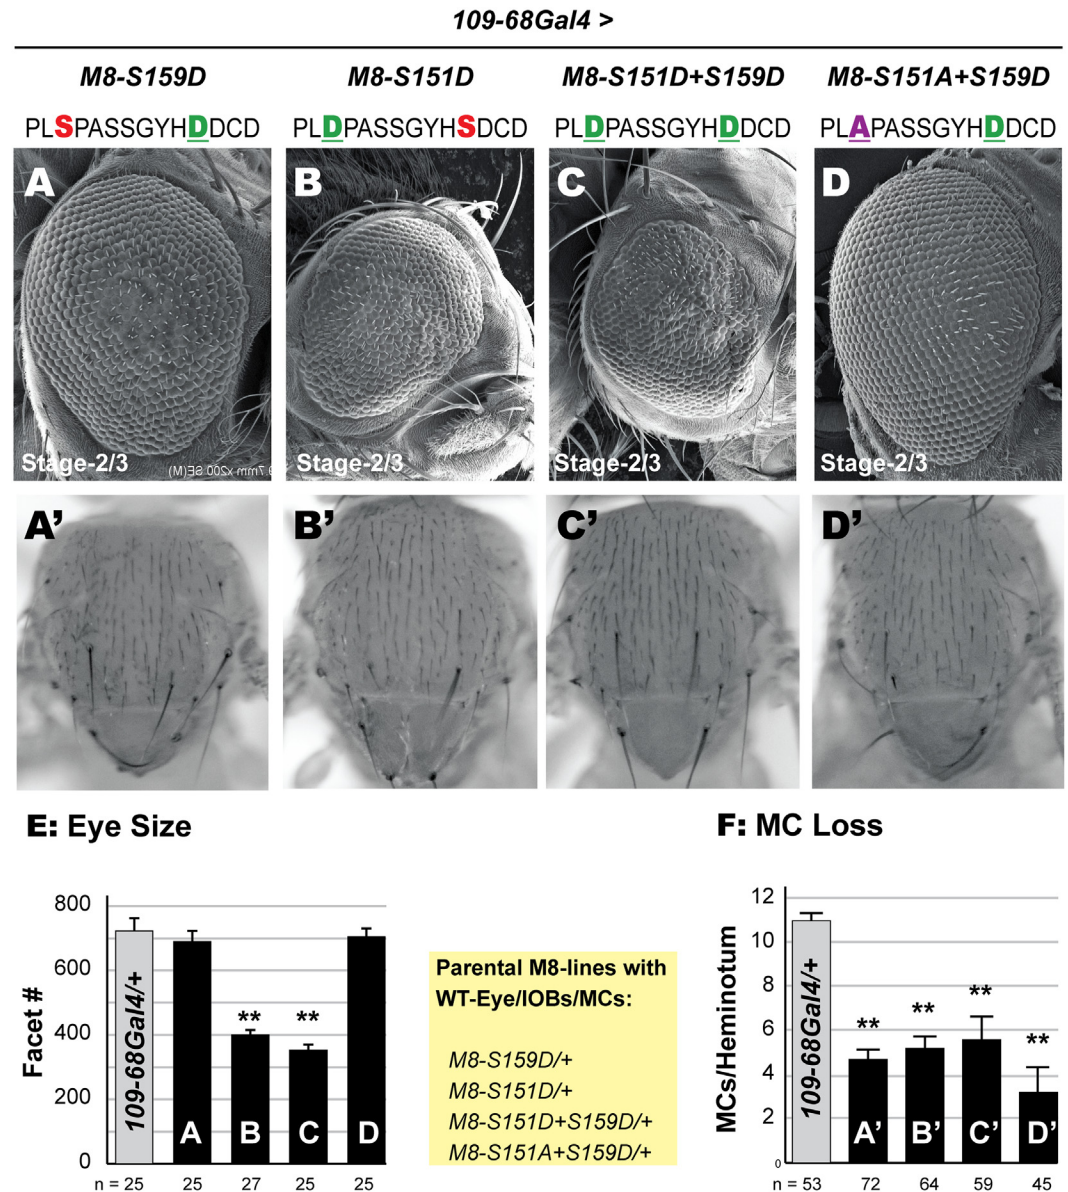 109-68Gal4 >
M8-S159D M8-S151D M8-S151D+S159D M8-S151A+S159D
PLSPASSGYHDDCD PLDPASSGYHSDCD PLDPASSGYHDDCD PLAPASSGYHDDCD
A B C D
Stage-2/3 Stage-2/3 Stage-2/3 Stage-2/3
.7mm x200 SE(M)
A’ B’ C’ D’
E: Eye Size
Facet #
800
600
400
200
0
109-68Gal4/+
** **
A B C D
n = 25 25 27 25 25
Parental M8-lines with
WT-Eye/IOBs/MCs:
M8-S159D/+
M8-S151D/+
M8-S151D+S159D/+
M8-S151A+S159D/+
F: MC Loss
MCs/Heminotum
12
10
8
6
4
2
0
109-68Gal4/+
** ** ** **
A’ B’ C’ D’
n = 53 72 64 59 45